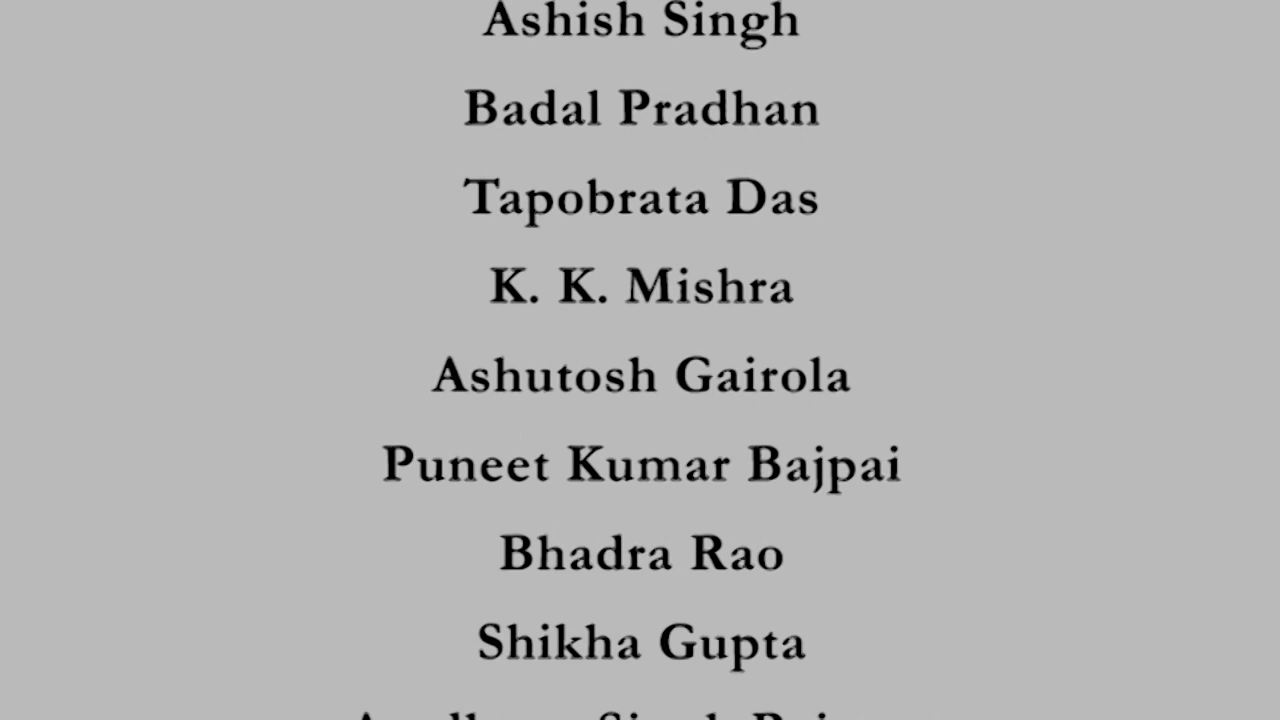 Ashish Singh
Badal Pradhan
Tapobrata Das
K. K. Mishra
Ashutosh Gairola
Puneet Kumar Bajpai
Bhadra Rao
Shikha Gupta